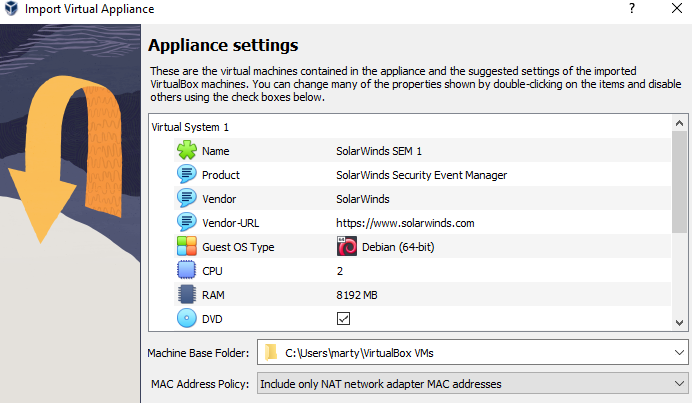 Import Virtual Appliance
?
Appliance settings
These are the virtual machines contained in the appliance and the suggested settings of the imported
VirtualBox machines. You can change many of the properties shown by double-clicking on the items and disable
others using the check boxes below.
Virtual System 1
Name SolarWinds SEM 1
Product SolarWinds Security Event Manager
Vendor SolarWinds
Vendor-URL https://www.solarwinds.com
Guest OS Type 64 Debian (64-bit)
CPU 2
RAM 8192 MB
DVD
Machine Base Folder: C:\Users\marty\VirtualBox VMs
MAC Address Policy: Include only NAT network adapter MAC addresses